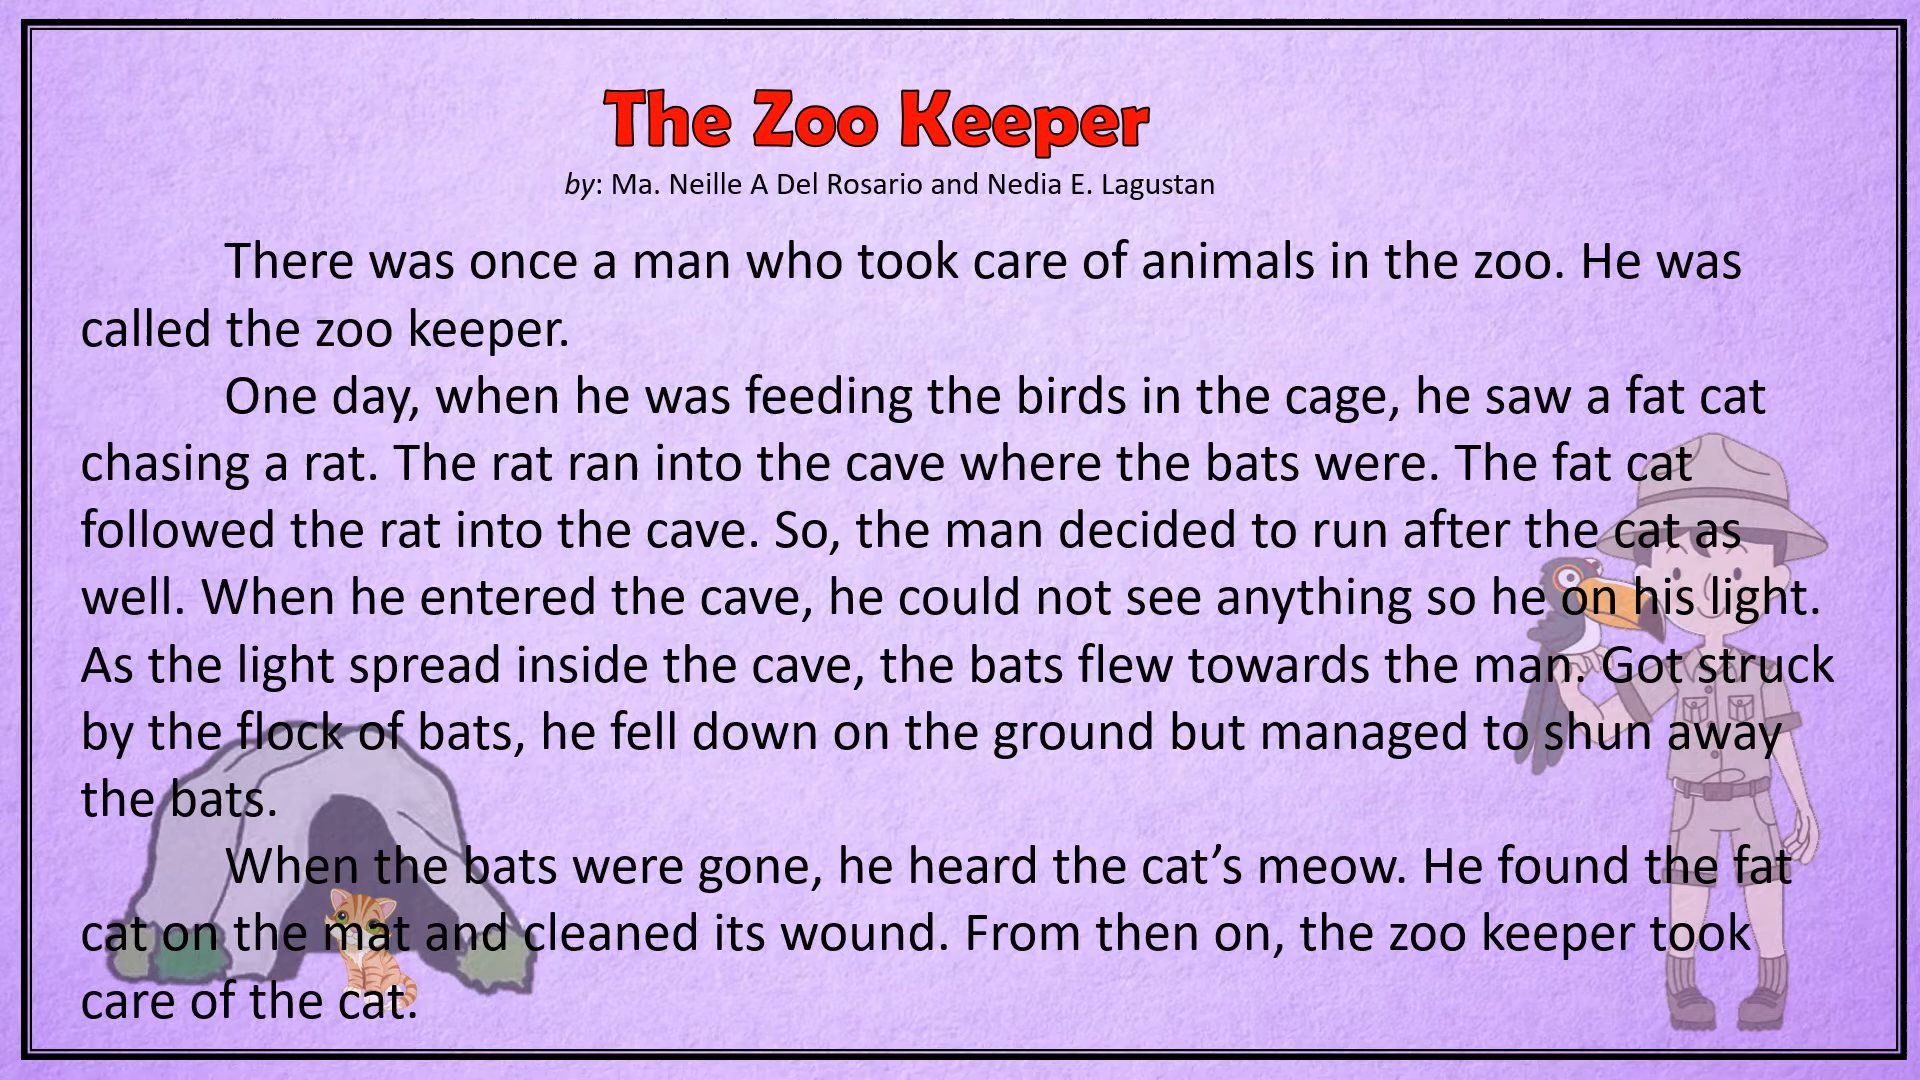 The Zoo Keeper
by: Ma. Neille A Del Rosario and Nedia E. Lagustan
There was once a man who took care of animals in the zoo. He was
called the zoo keeper.
One day, when he was feeding the birds in the cage, he saw a fat cat
chasing a rat. The rat ran into the cave where the bats were. The fat cat
followed the rat into the cave. So, the man decided to run after the cat as
well. When he entered the cave, he could not see anything so he on his light.
As the light spread inside the cave, the bats flew towards the man. Got struck
by the flock of bats, he fell down on the ground but managed to shun away
the bats.
When the bats were gone, he heard the cat’s meow. He found the fat
cat on the mat and cleaned its wound. From then on, the zoo keeper took
care of the cat.